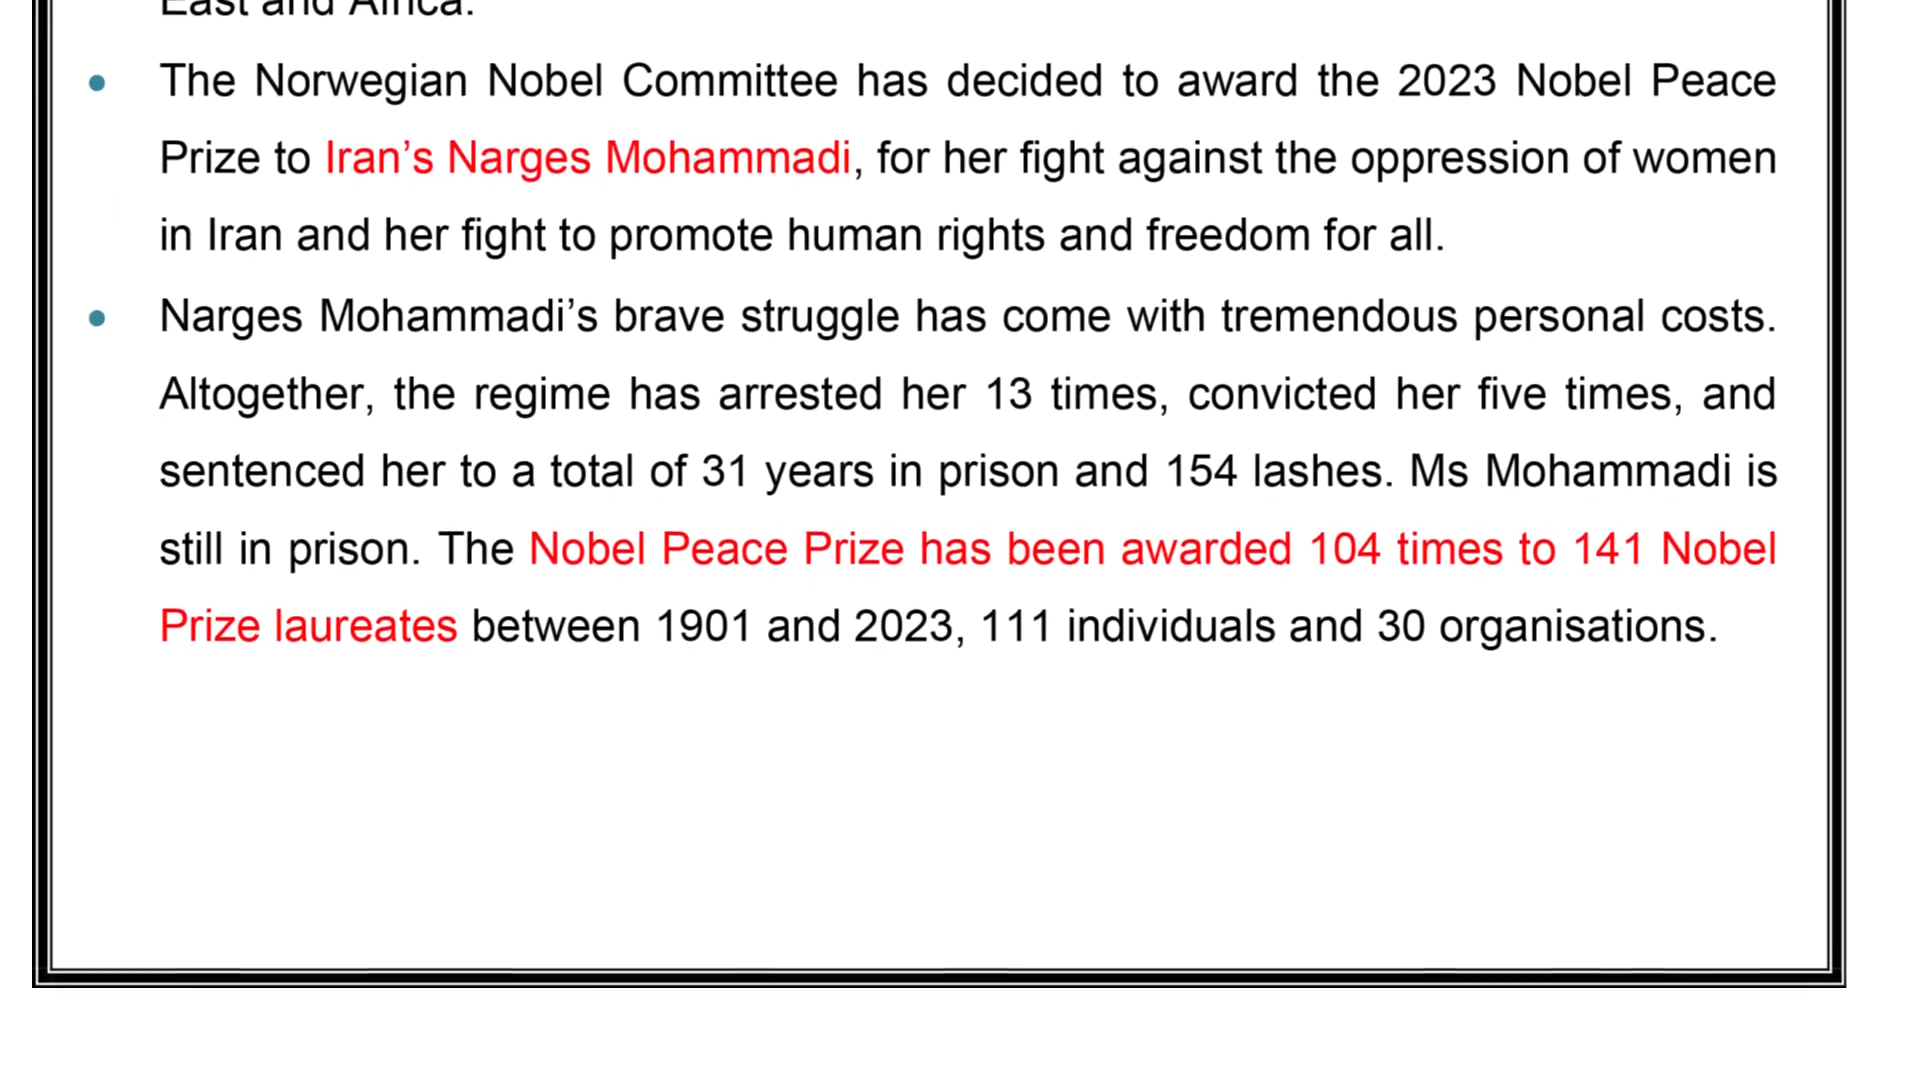 East and Africa.
The Norwegian Nobel Committee has decided to award the 2023 Nobel Peace
Prize to Iran’s Narges Mohammadi, for her fight against the oppression of women
in Iran and her fight to promote human rights and freedom for all.
Narges Mohammadi’s brave struggle has come with tremendous personal costs.
Altogether, the regime has arrested her 13 times, convicted her five times, and
sentenced her to a total of 31 years in prison and 154 lashes. Ms Mohammadi is
still in prison. The Nobel Peace Prize has been awarded 104 times to 141 Nobel
Prize laureates between 1901 and 2023, 111 individuals and 30 organisations.